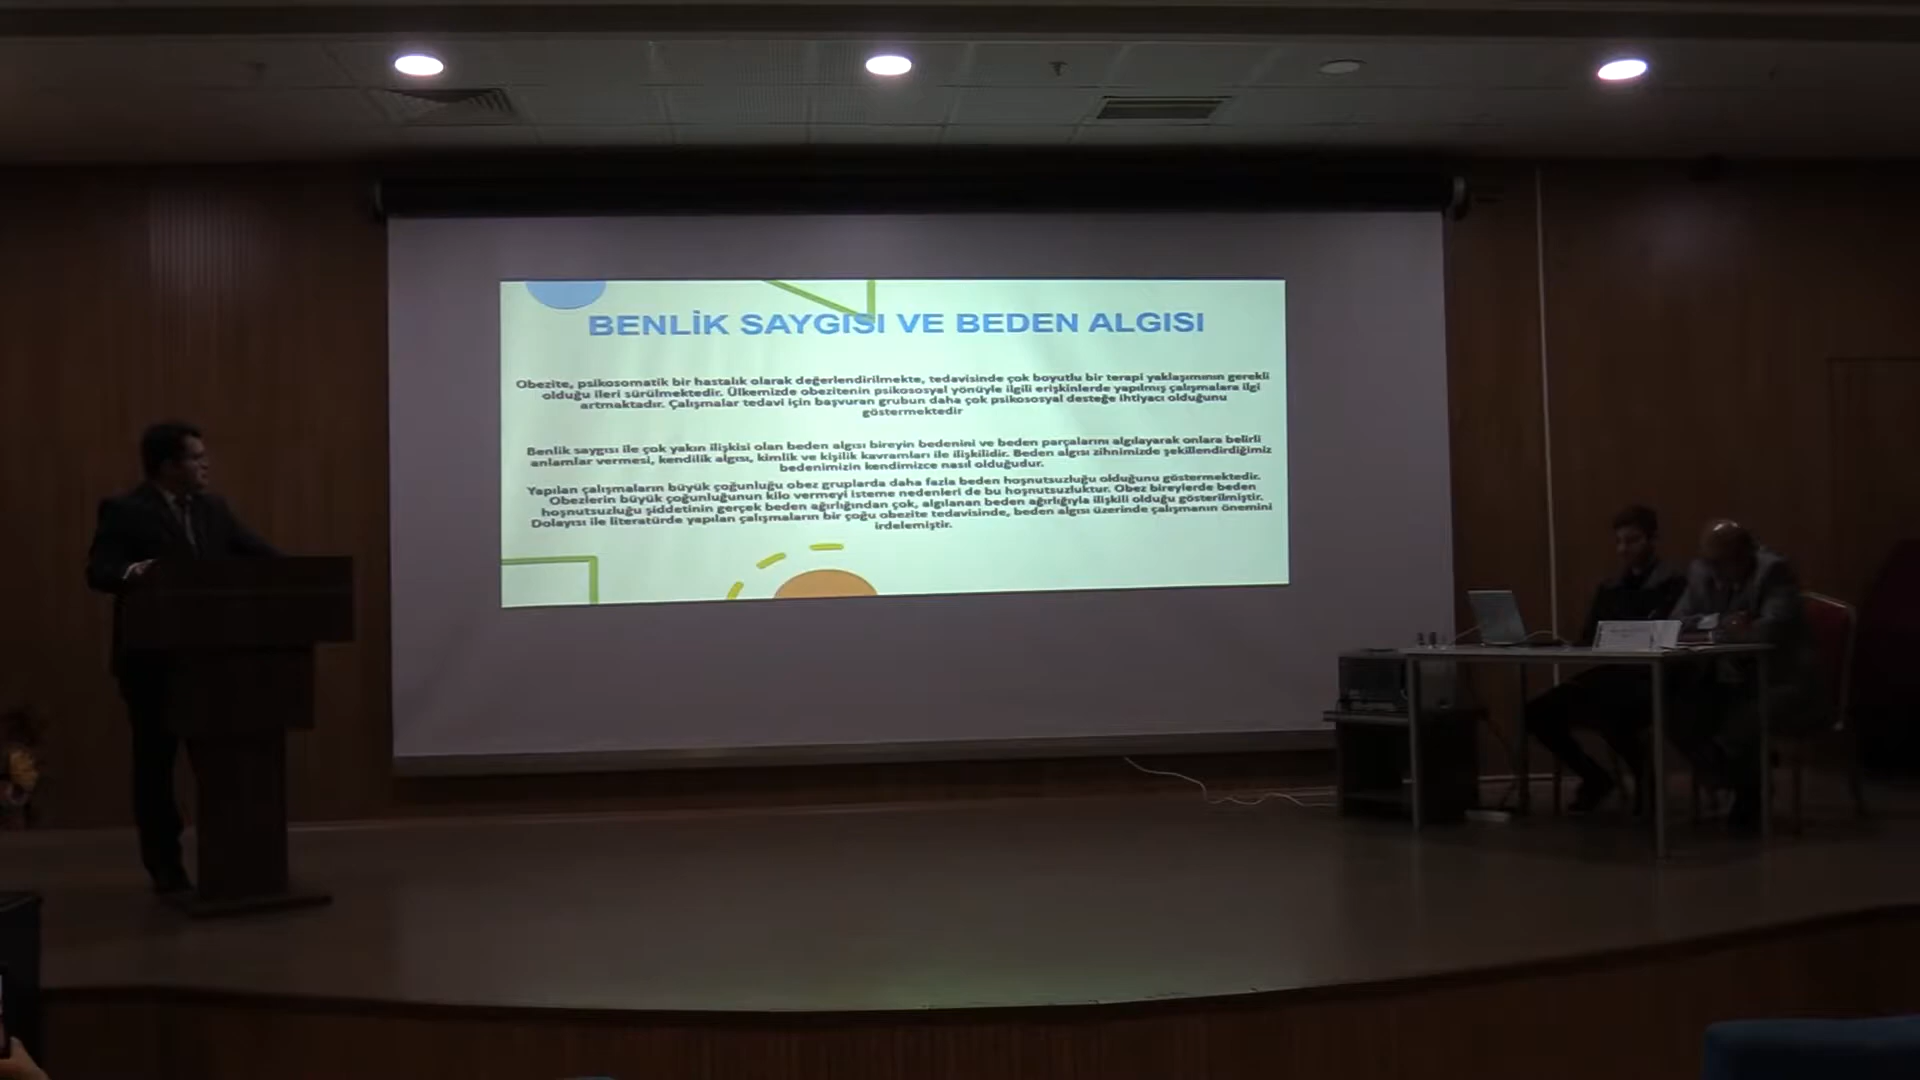 BENLİK SAYGISI VE BEDEN ALGISI
Obezite, psikosomatik bir hastalık olarak değerlendirilmekte, tedavisinde çok boyutlu bir terapi yaklaşımının gerekli
olduğu ileri sürülmektedir. Ülkemizde obezitenin psikososyal yönüyle ilgili erişkinlerde yapılmış çalışmalara ilgi
artmaktadır. Çalışmalar tedavi için başvuran grubun daha çok psikososyal desteğe ihtiyacı olduğunu
göstermektedir
Benlik saygısı ile çok yakın ilişkisi olan beden algısı bireyin bedenini ve beden parçalarını algılayarak onlara belirli
anlamlar vermesi, kendilik algısı, kimlik ve kişilik kavramları ile ilişkilidir. Beden algısı zihnimizde şekillendirdiğimiz
bedenimizin kendimizce nasıl olduğudur.
Yapılan çalışmaların büyük çoğunluğu obez gruplarda daha fazla beden hoşnutsuzluğu olduğunu göstermektedir.
Obezlerin büyük çoğunluğunun kilo vermeyi isteme nedenleri de bu hoşnutsuzluktur. Obez bireylerde beden
hoşnutsuzluğu şiddetinin gerçek beden ağırlığından çok, algılanan beden ağırlığıyla ilişkili olduğu gösterilmiştir.
Dolayısı ile literatürde yapılan çalışmaların bir çoğu obezite tedavisinde, beden algısı üzerinde çalışmanın önemini
irdelemiştir.